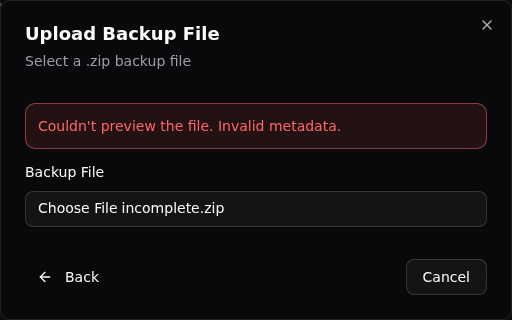 Upload Backup File
Select a .zip backup file
Couldn't preview the file. Invalid metadata.
Backup File
Choose File incomplete.zip
Back
Cancel